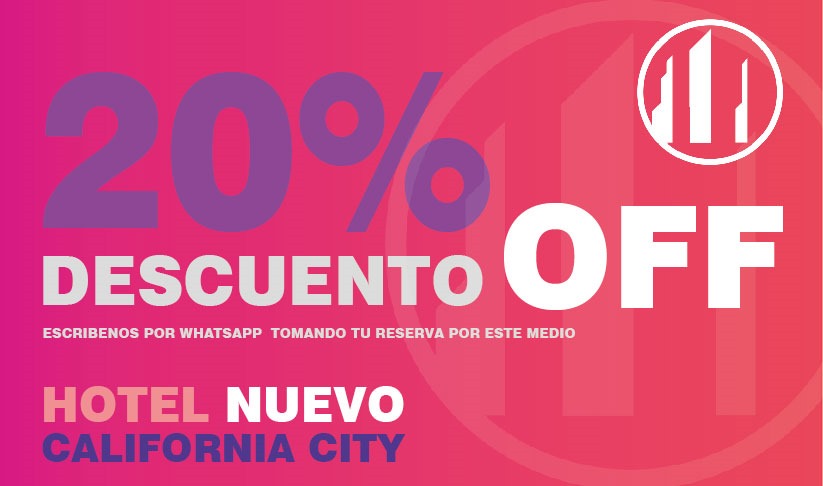 20%
DESCUENTO OFF
ESCRIBENOS POR WHATSAPP TOMANDO TU RESERVA POR ESTE MEDIO
HOTEL NUEVO
CALIFORNIA CITY